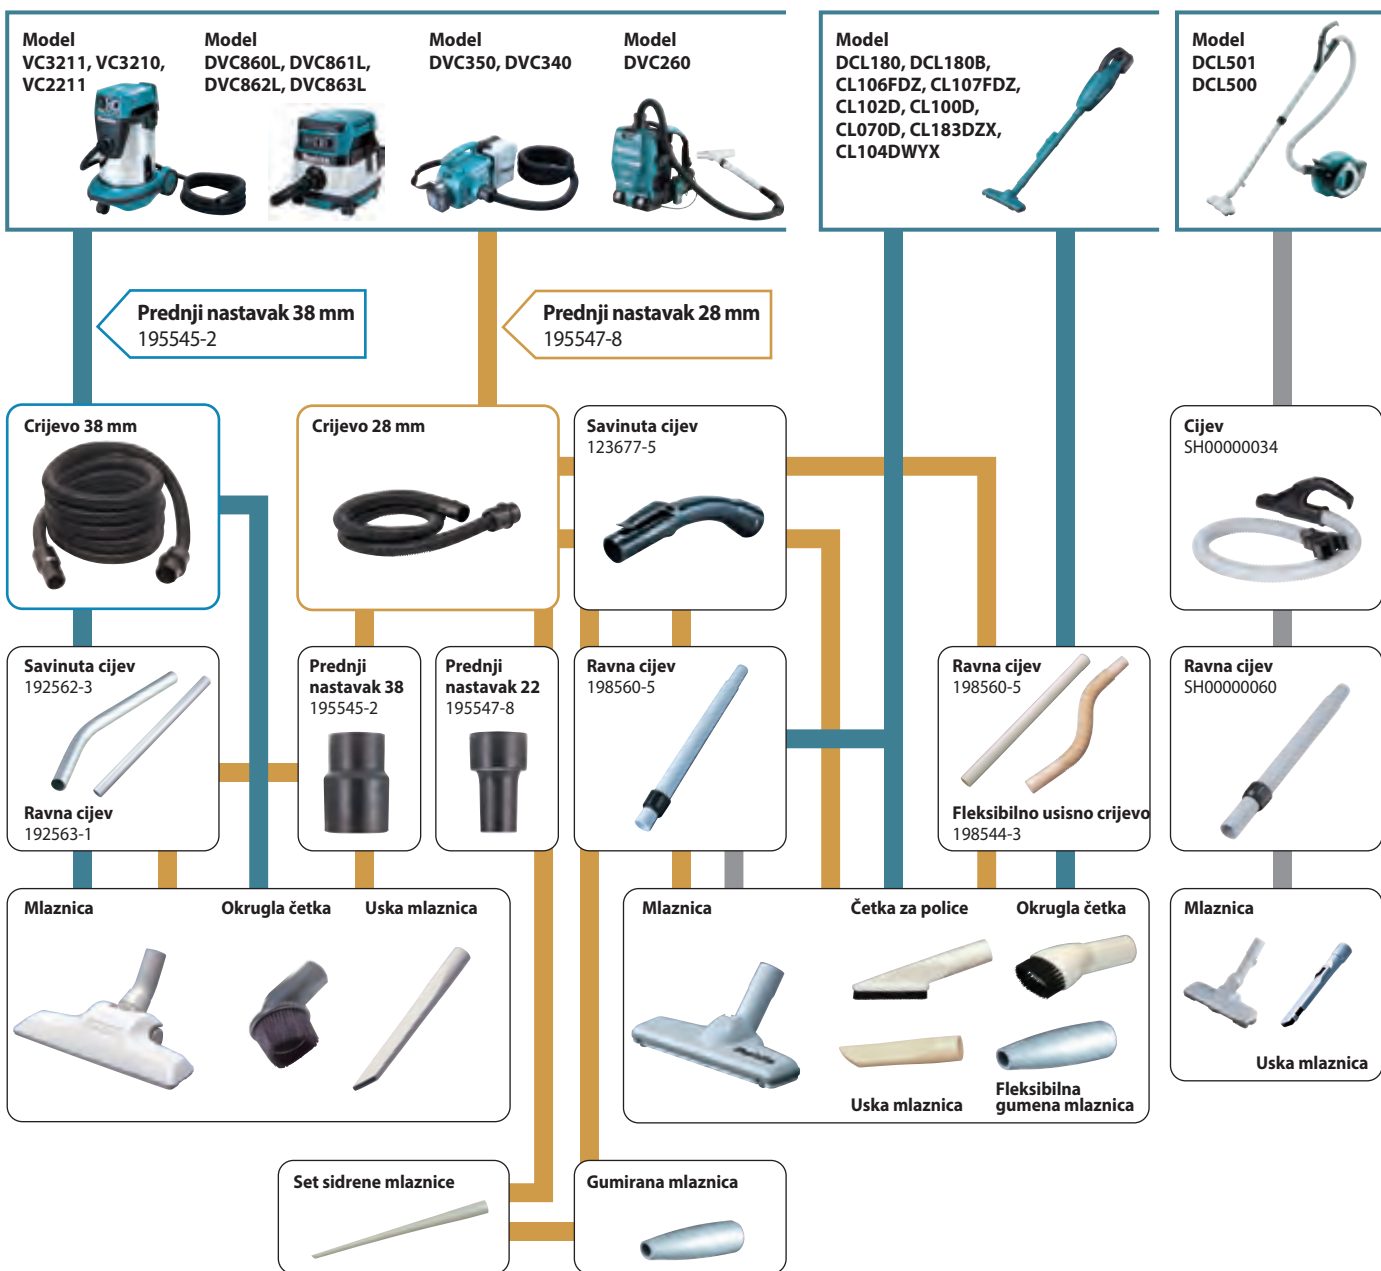 Model
VC3211, VC3210,
VC2211
Model
DVC860L, DVC861L,
DVC862L, DVC863L
Model
DVC350, DVC340
Model
DVC260
Model
DCL180, DCL180B,
CL106FDZ, CL107FDZ,
CL102D, CL100D,
CL070D, CL183DZX,
CL104DWYX
Model
DCL501
DCL500
Prednji nastavak 38 mm
195545-2
Prednji nastavak 28 mm
195547-8
Crijevo 38 mm
Crijevo 28 mm
Savinuta cijev
123677-5
Cijev
SH00000034
Savinuta cijev
192562-3
Ravna cijev
192563-1
Prednji
nastavak 38
195545-2
Prednji
nastavak 22
195547-8
Ravna cijev
198560-5
Ravna cijev
198560-5
Fleksibilno usisno crijevo
198544-3
Ravna cijev
SH00000060
Mlaznica
Okrugla četka
Uska mlaznica
Mlaznica
Četka za police
Okrugla četka
Uska mlaznica
Fleksibilna
gumena mlaznica
Mlaznica
Uska mlaznica
Set sidrene mlaznice
Gumirana mlaznica